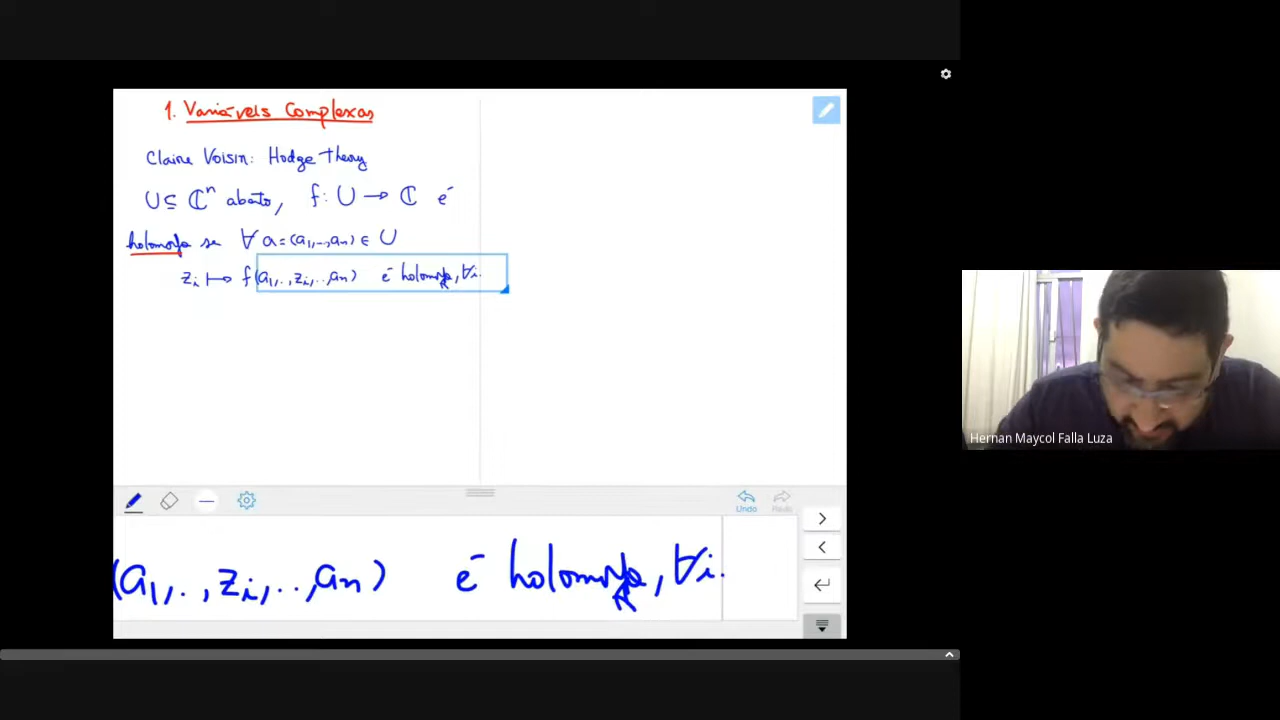 1. Variáveis Complexas
Claire Voisin: Hodge Theory
U ⊆ ℂⁿ aberto, f: U → ℂ é
holomorfa se ∀ a = (a₁,...,aₙ) ∈ U
zᵢ ↦ f(a₁,..,zᵢ,..,aₙ) é holomorfa, ∀i.
Hernan Maycol Falla Luza
Undo Redo
(a₁,..,zᵢ,..,aₙ) é holomorfa, ∀i.